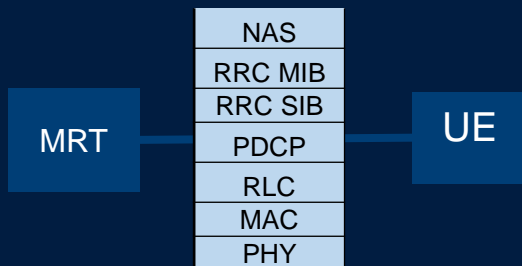 NAS
RRC MIB
RRC SIB
MRT
PDCP
UE
RLC
MAC
PHY